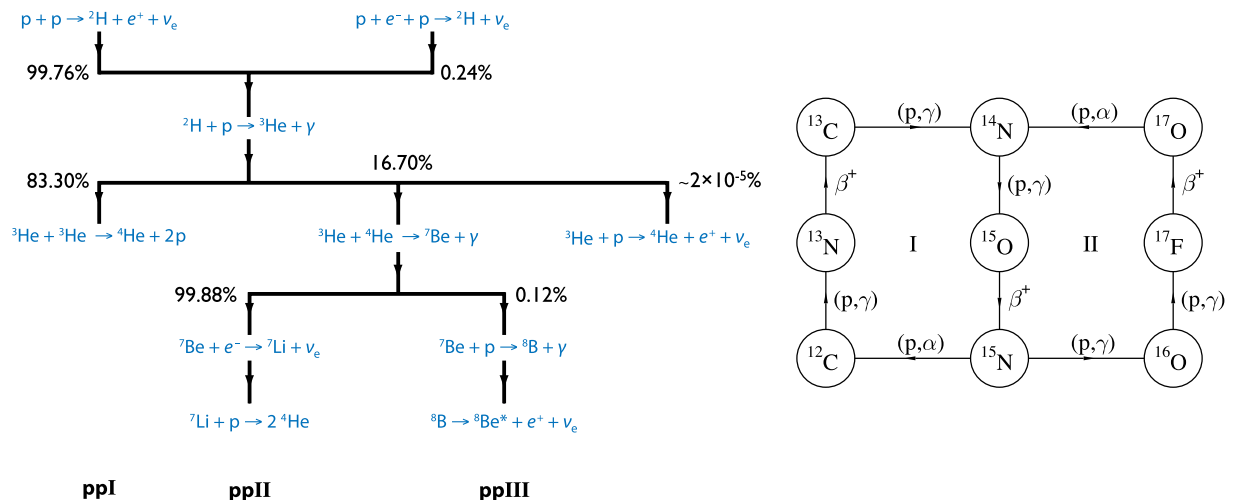 p + p → ²H + e⁺ + νₑ
p + e⁻ + p → ²H + νₑ
99.76%
0.24%
²H + p → ³He + γ
83.30%
16.70%
~2×10⁻⁵%
³He + ³He → ⁴He + 2p
³He + ⁴He → ⁷Be + γ
³He + p → ⁴He + e⁺ + νₑ
99.88%
0.12%
⁷Be + e⁻ → ⁷Li + νₑ
⁷Be + p → ⁸B + γ
⁷Li + p → 2 ⁴He
⁸B → ⁸Be* + e⁺ + νₑ
ppI
ppII
ppIII
¹³C
(p,γ)
¹⁴N
(p,α)
¹⁷O
β⁺
(p,γ)
β⁺
¹³N
I
¹⁵O
II
¹⁷F
(p,γ)
β⁺
(p,γ)
¹²C
(p,α)
¹⁵N
(p,γ)
¹⁶O